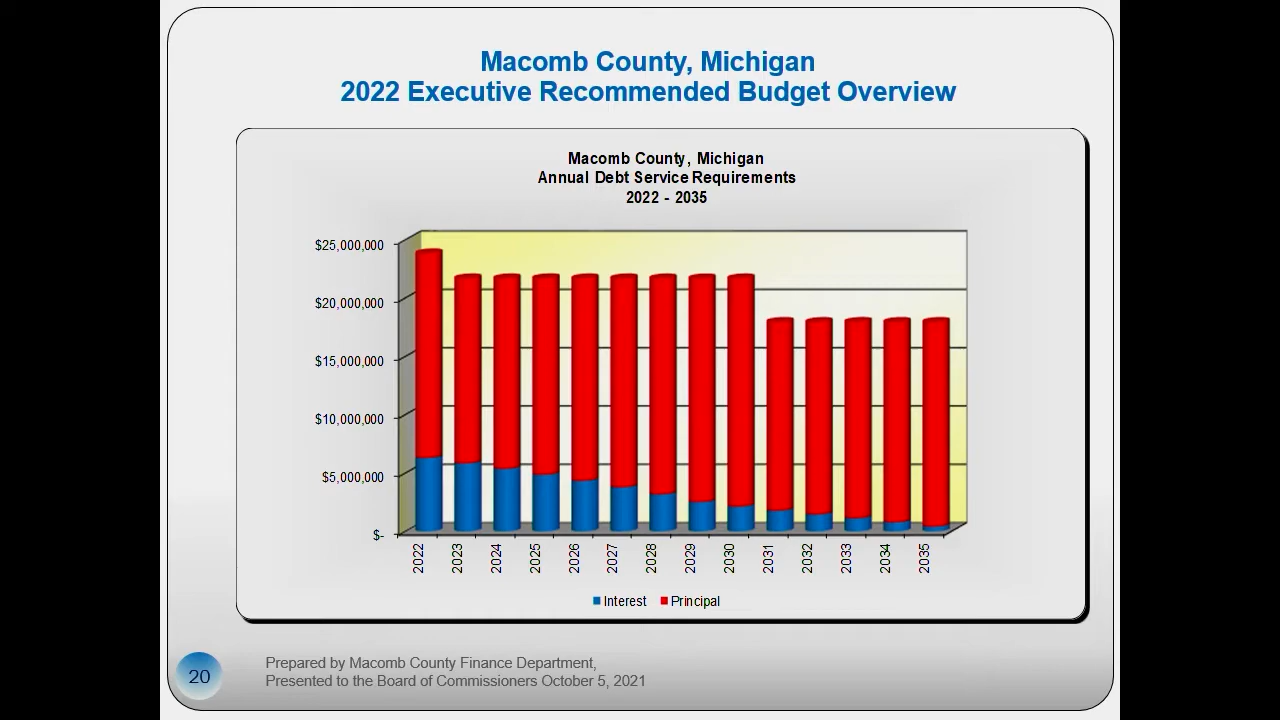 Macomb County, Michigan
2022 Executive Recommended Budget Overview
Macomb County, Michigan
Annual Debt Service Requirements
2022 - 2035
$25,000,000
$20,000,000
$15,000,000
$10,000,000
$5,000,000
$-
2022
2023
2024
2025
2026
2027
2028
2029
2030
2031
2032
2033
2034
2035
Interest Principal
20
Prepared by Macomb County Finance Department,
Presented to the Board of Commissioners October 5, 2021